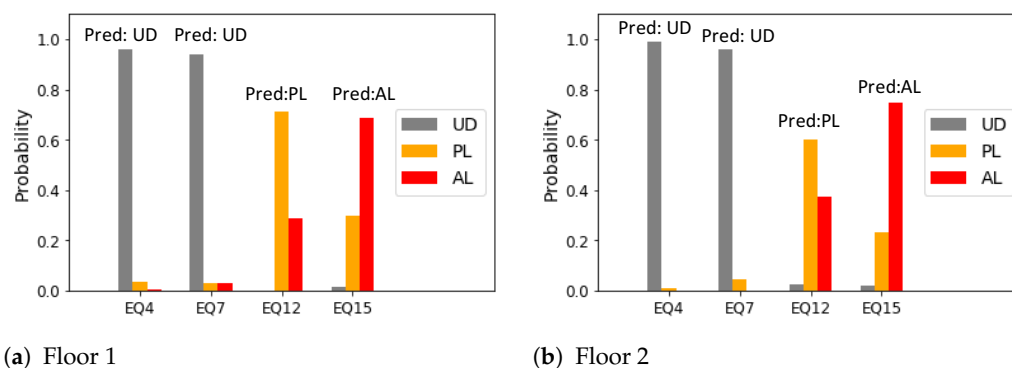 Pred: UD
Pred: UD
Pred:PL
Pred:AL
1.0
0.8
0.6
0.4
0.2
0.0
Probability
UD
PL
AL
EQ4 EQ7 EQ12 EQ15
(a) Floor 1
Pred: UD
Pred: UD
Pred:PL
Pred:AL
1.0
0.8
0.6
0.4
0.2
0.0
Probability
UD
PL
AL
EQ4 EQ7 EQ12 EQ15
(b) Floor 2